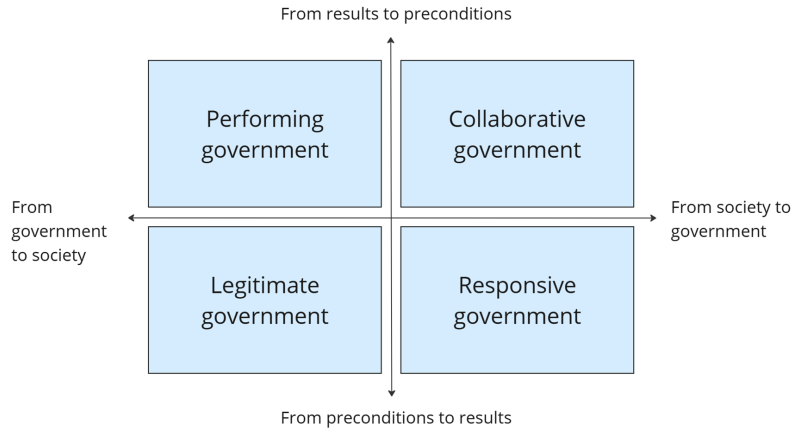 From results to preconditions
Performing
government
Collaborative
government
From
government
to society
From society to
government
Legitimate
government
Responsive
government
From preconditions to results